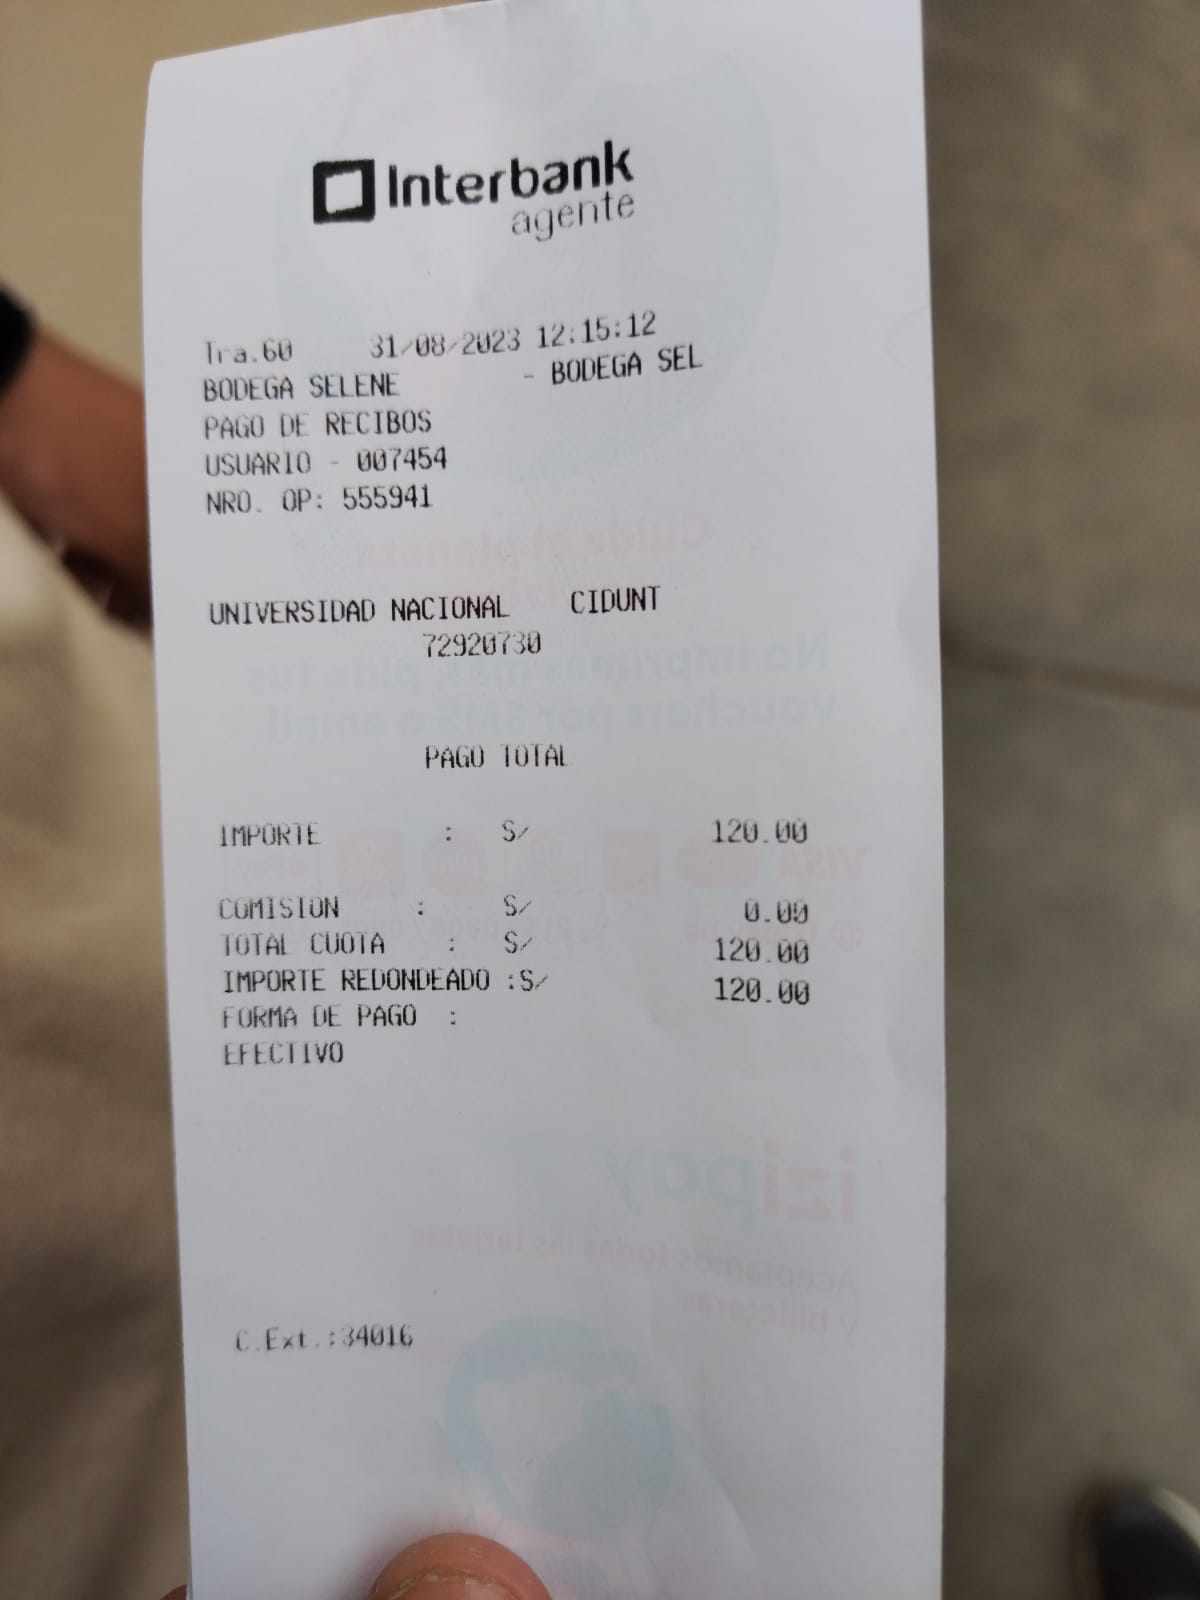 Interbank
agente
Tra.60 31/08/2023 12:15:12
BODEGA SELENE - BODEGA SEL
PAGO DE RECIBOS
USUARIO - 007454
NRO. OP: 555941
UNIVERSIDAD NACIONAL CIDUNT
72920730
PAGO TOTAL
IMPORTE : S/ 120.00
COMISION : S/ 0.00
TOTAL CUOTA : S/ 120.00
IMPORTE REDONDEADO :S/ 120.00
FORMA DE PAGO :
EFECTIVO
izipay
C.Ext.:34016